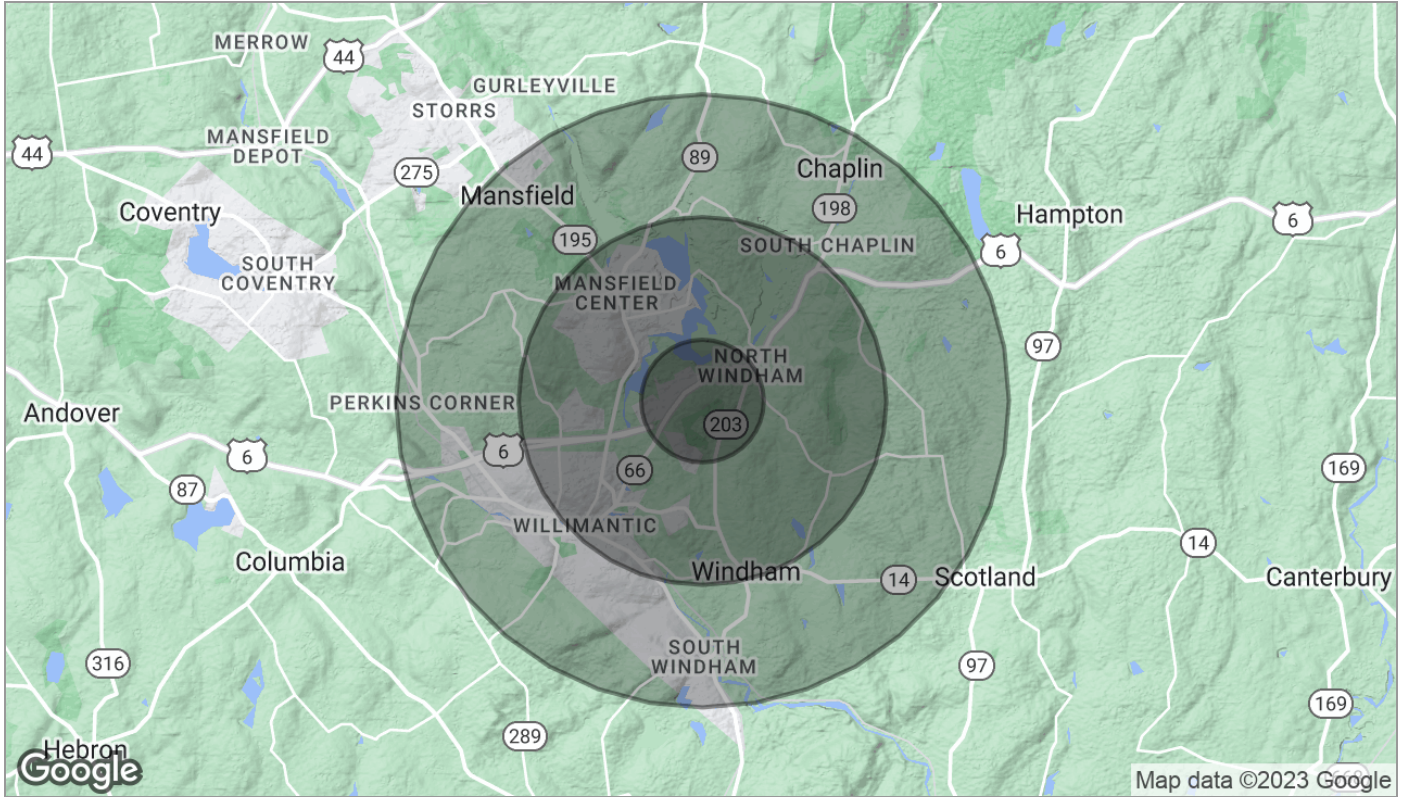 MERROW
44
GURLEYVILLE
STORRS
MANSFIELD
DEPOT
44
89
275
Chaplin
Mansfield
198
Coventry
Hampton
6
195
SOUTH CHAPLIN
6
SOUTH
COVENTRY
MANSFIELD
CENTER
97
NORTH
WINDHAM
PERKINS CORNER
Andover
203
6
6
66
169
87
WILLIMANTIC
14
Columbia
Windham
14
Scotland
Canterbury
SOUTH
WINDHAM
316
97
169
289
Hebron
Google
Map data ©2023 Google